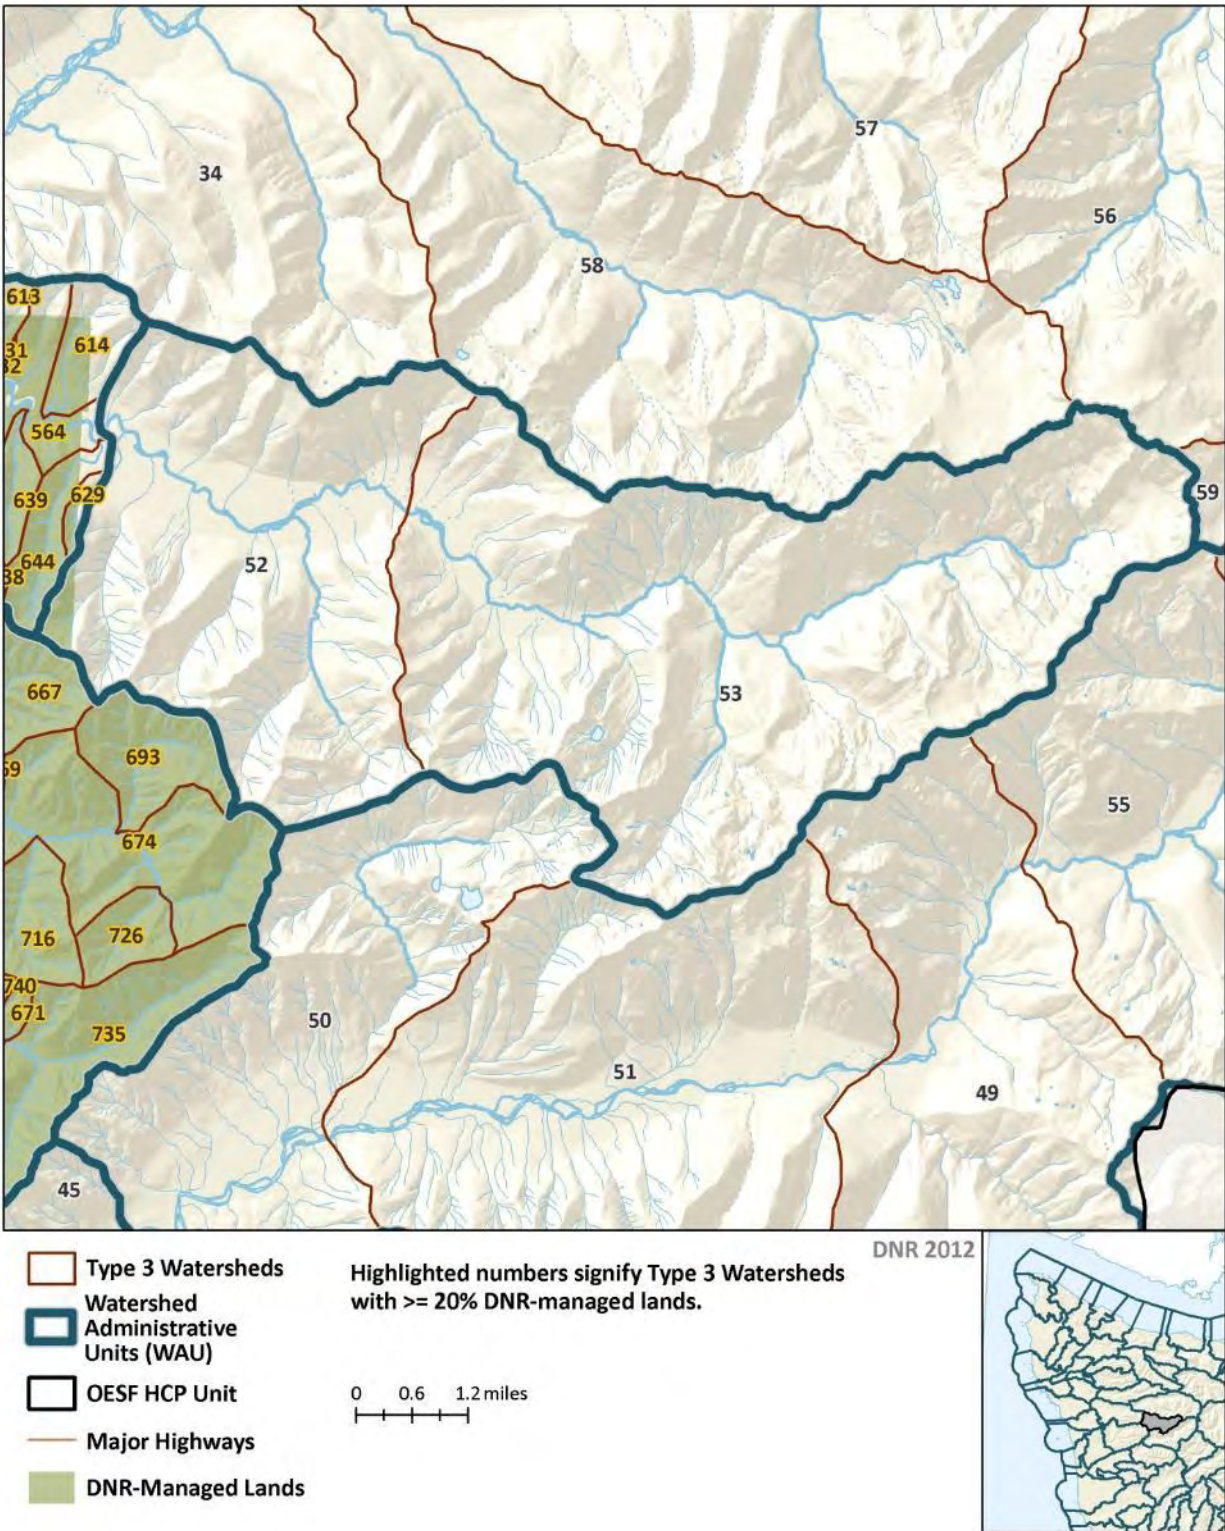 57
34
56
58
613
31
614
32
564
59
639
629
52
644
38
667
53
693
69
55
674
716
726
740
671
50
735
51
49
45
DNR 2012
Type 3 Watersheds
Watershed
Administrative
Units (WAU)
OESF HCP Unit
Major Highways
DNR-Managed Lands
Highlighted numbers signify Type 3 Watersheds
with >= 20% DNR-managed lands.
0 0.6 1.2 miles